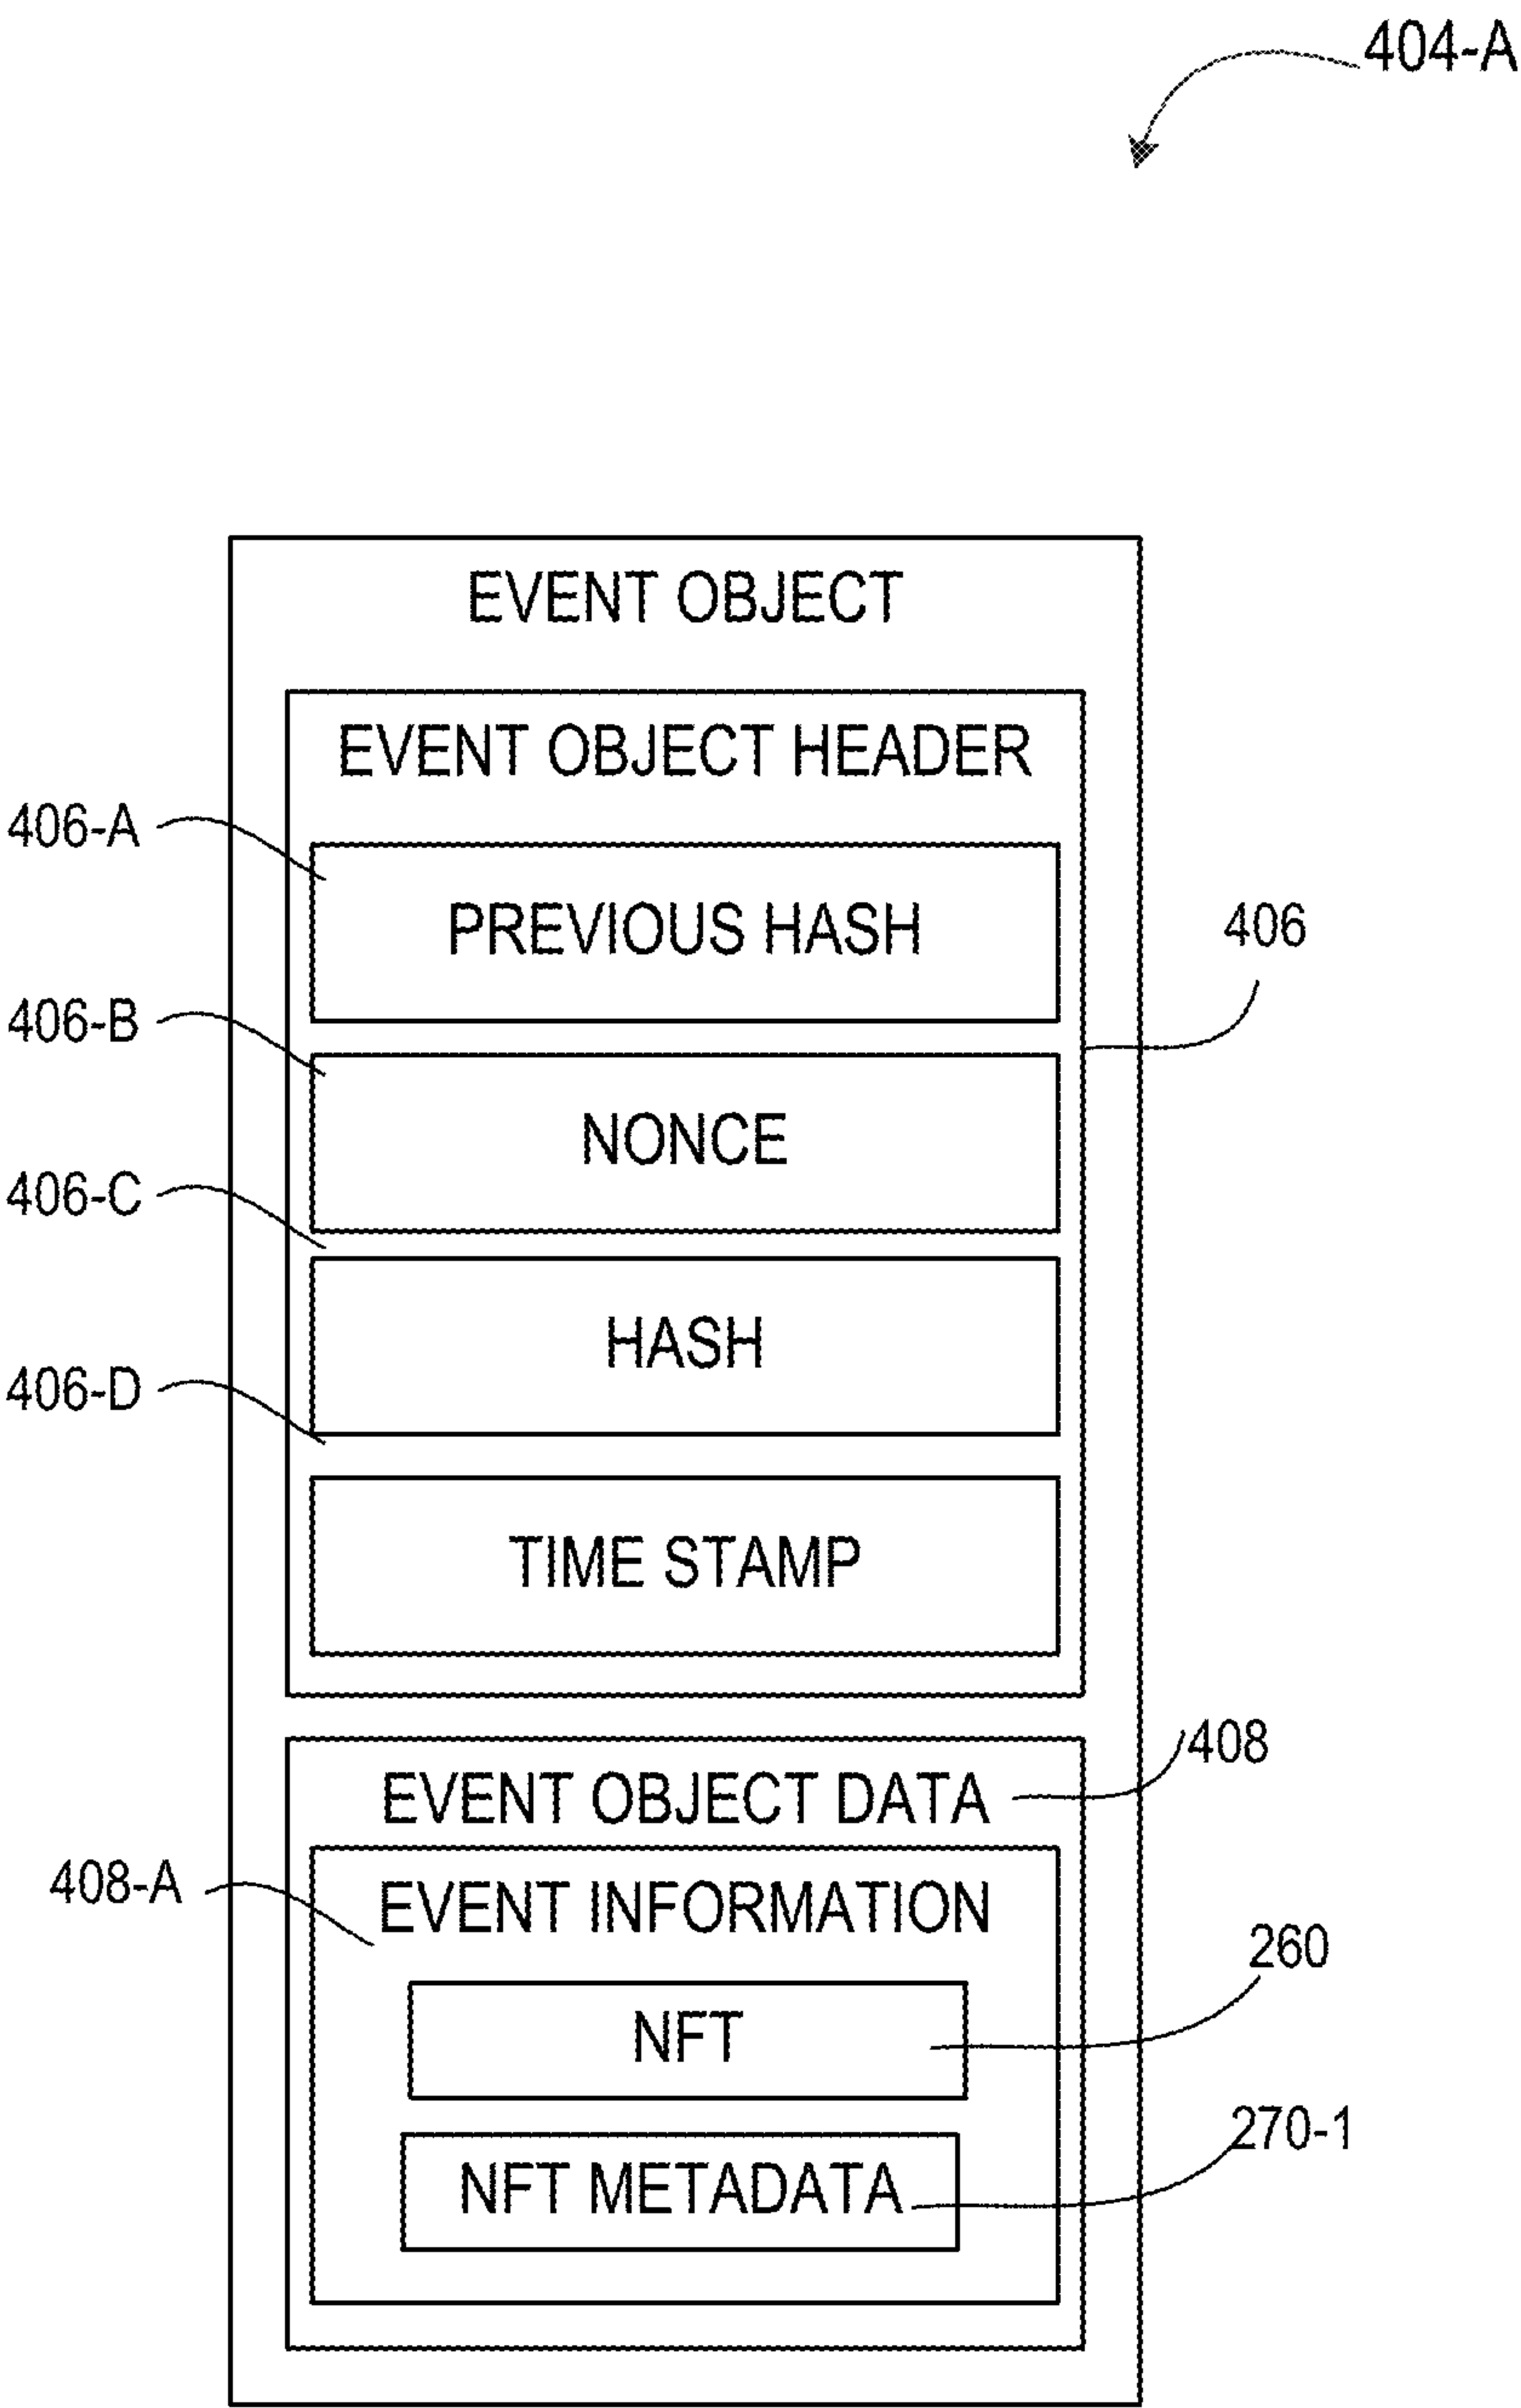 404-A
EVENT OBJECT
EVENT OBJECT HEADER
406-A
PREVIOUS HASH
406
406-B
NONCE
406-C
HASH
406-D
TIME STAMP
408
EVENT OBJECT DATA
408-A
EVENT INFORMATION
260
NFT
270-1
NFT METADATA